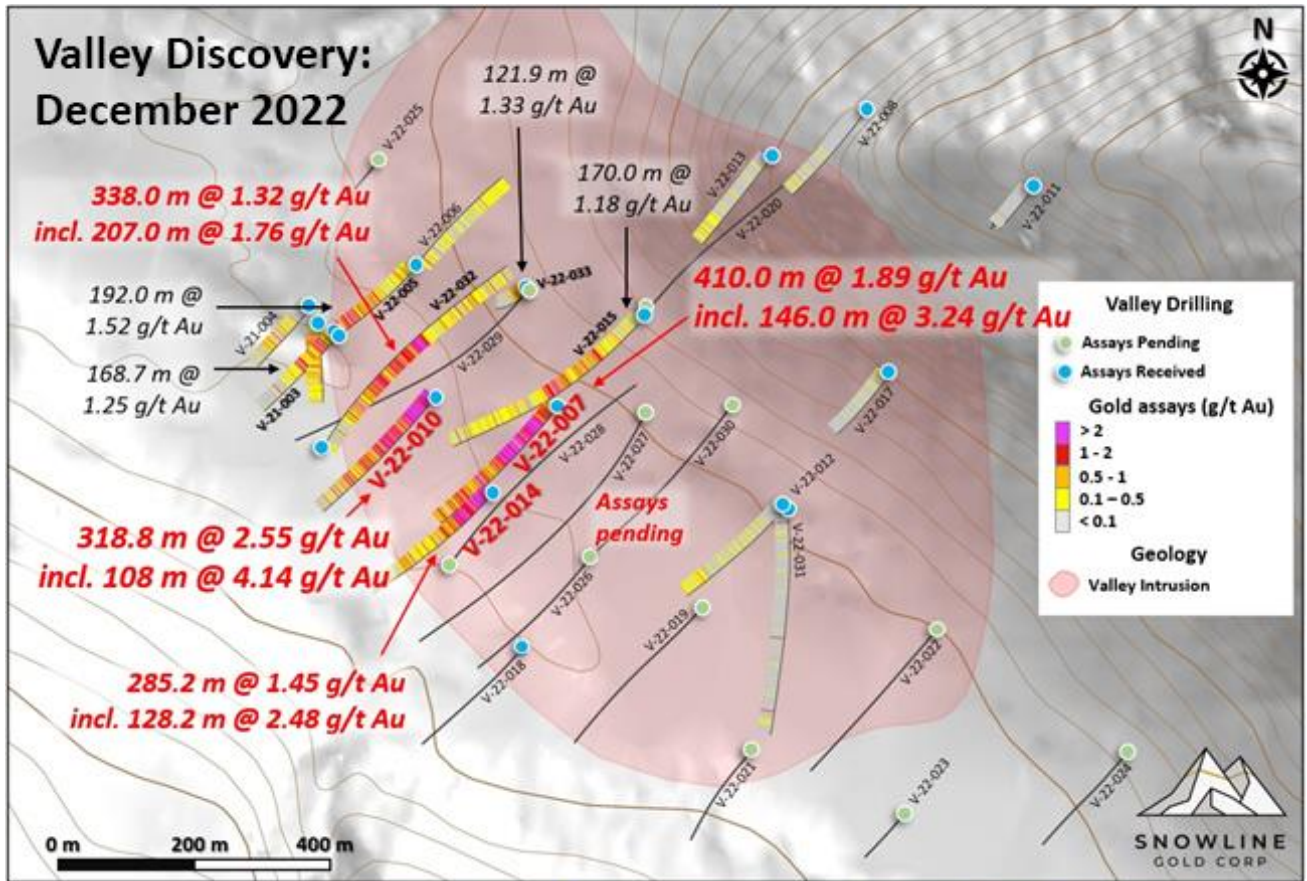 Valley Discovery:
December 2022
N
121.9 m @
1.33 g/t Au
V-22-025
V-22-008
V-22-013
170.0 m @
1.18 g/t Au
V-22-011
338.0 m @ 1.32 g/t Au
incl. 207.0 m @ 1.76 g/t Au
V-22-006
V-22-020
V-22-032
V-22-033
V-22-005
410.0 m @ 1.89 g/t Au
incl. 146.0 m @ 3.24 g/t Au
192.0 m @
1.52 g/t Au
V-21-004
V-22-015
V-22-029
168.7 m @
1.25 g/t Au
V-21-003
V-22-017
V-22-010
V-22-007
V-22-028
V-22-027
V-22-030
V-22-014
V-22-012
Assays
pending
V-22-031
318.8 m @ 2.55 g/t Au
incl. 108 m @ 4.14 g/t Au
V-22-026
V-22-019
V-22-018
V-22-022
285.2 m @ 1.45 g/t Au
incl. 128.2 m @ 2.48 g/t Au
V-22-021
V-22-023
V-22-024
Valley Drilling
Assays Pending
Assays Received
Gold assays (g/t Au)
> 2
1 - 2
0.5 - 1
0.1 – 0.5
< 0.1
Geology
Valley Intrusion
0 m
200 m
400 m
SNOWLINE
GOLD CORP